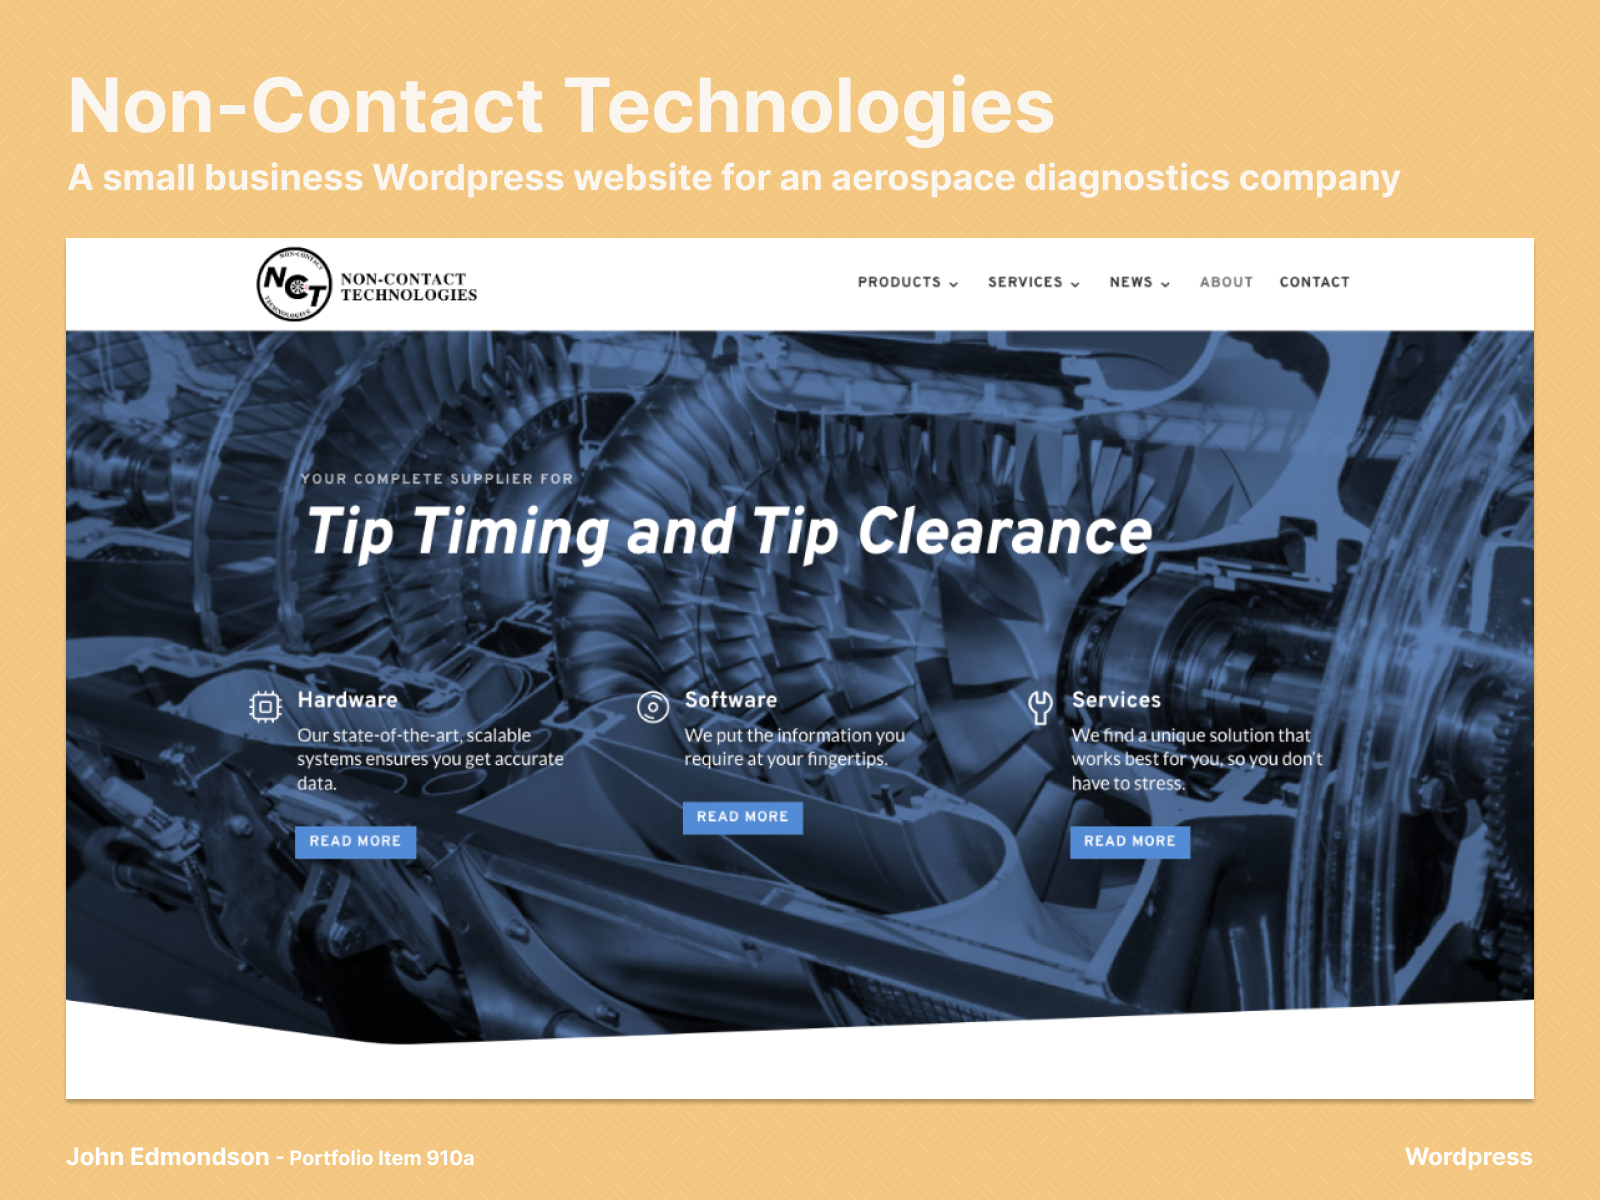 Non-Contact Technologies
A small business Wordpress website for an aerospace diagnostics company
NON-CONTACT
NCT
TECHNOLOGIES
NON-CONTACT
TECHNOLOGIES
PRODUCTS SERVICES NEWS ABOUT CONTACT
YOUR COMPLETE SUPPLIER FOR
Tip Timing and Tip Clearance
Hardware
Our state-of-the-art, scalable
systems ensures you get accurate
data.
READ MORE
Software
We put the information you
require at your fingertips.
READ MORE
Services
We find a unique solution that
works best for you, so you don't
have to stress.
READ MORE
John Edmondson - Portfolio Item 910a
Wordpress